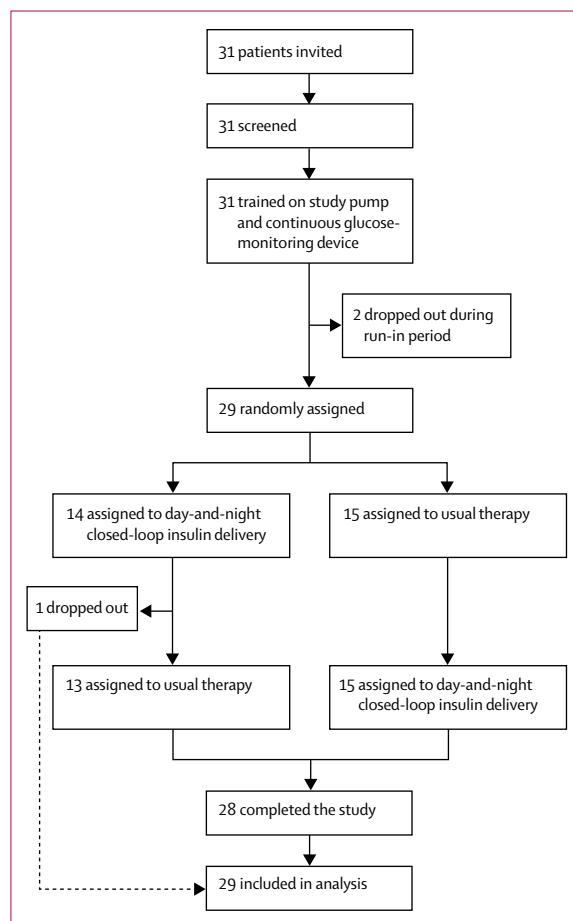 31 patients invited
31 screened
31 trained on study pump
and continuous glucose-
monitoring device
2 dropped out during
run-in period
29 randomly assigned
14 assigned to day-and-night
closed-loop insulin delivery
15 assigned to usual therapy
1 dropped out
13 assigned to usual therapy
15 assigned to day-and-night
closed-loop insulin delivery
28 completed the study
29 included in analysis